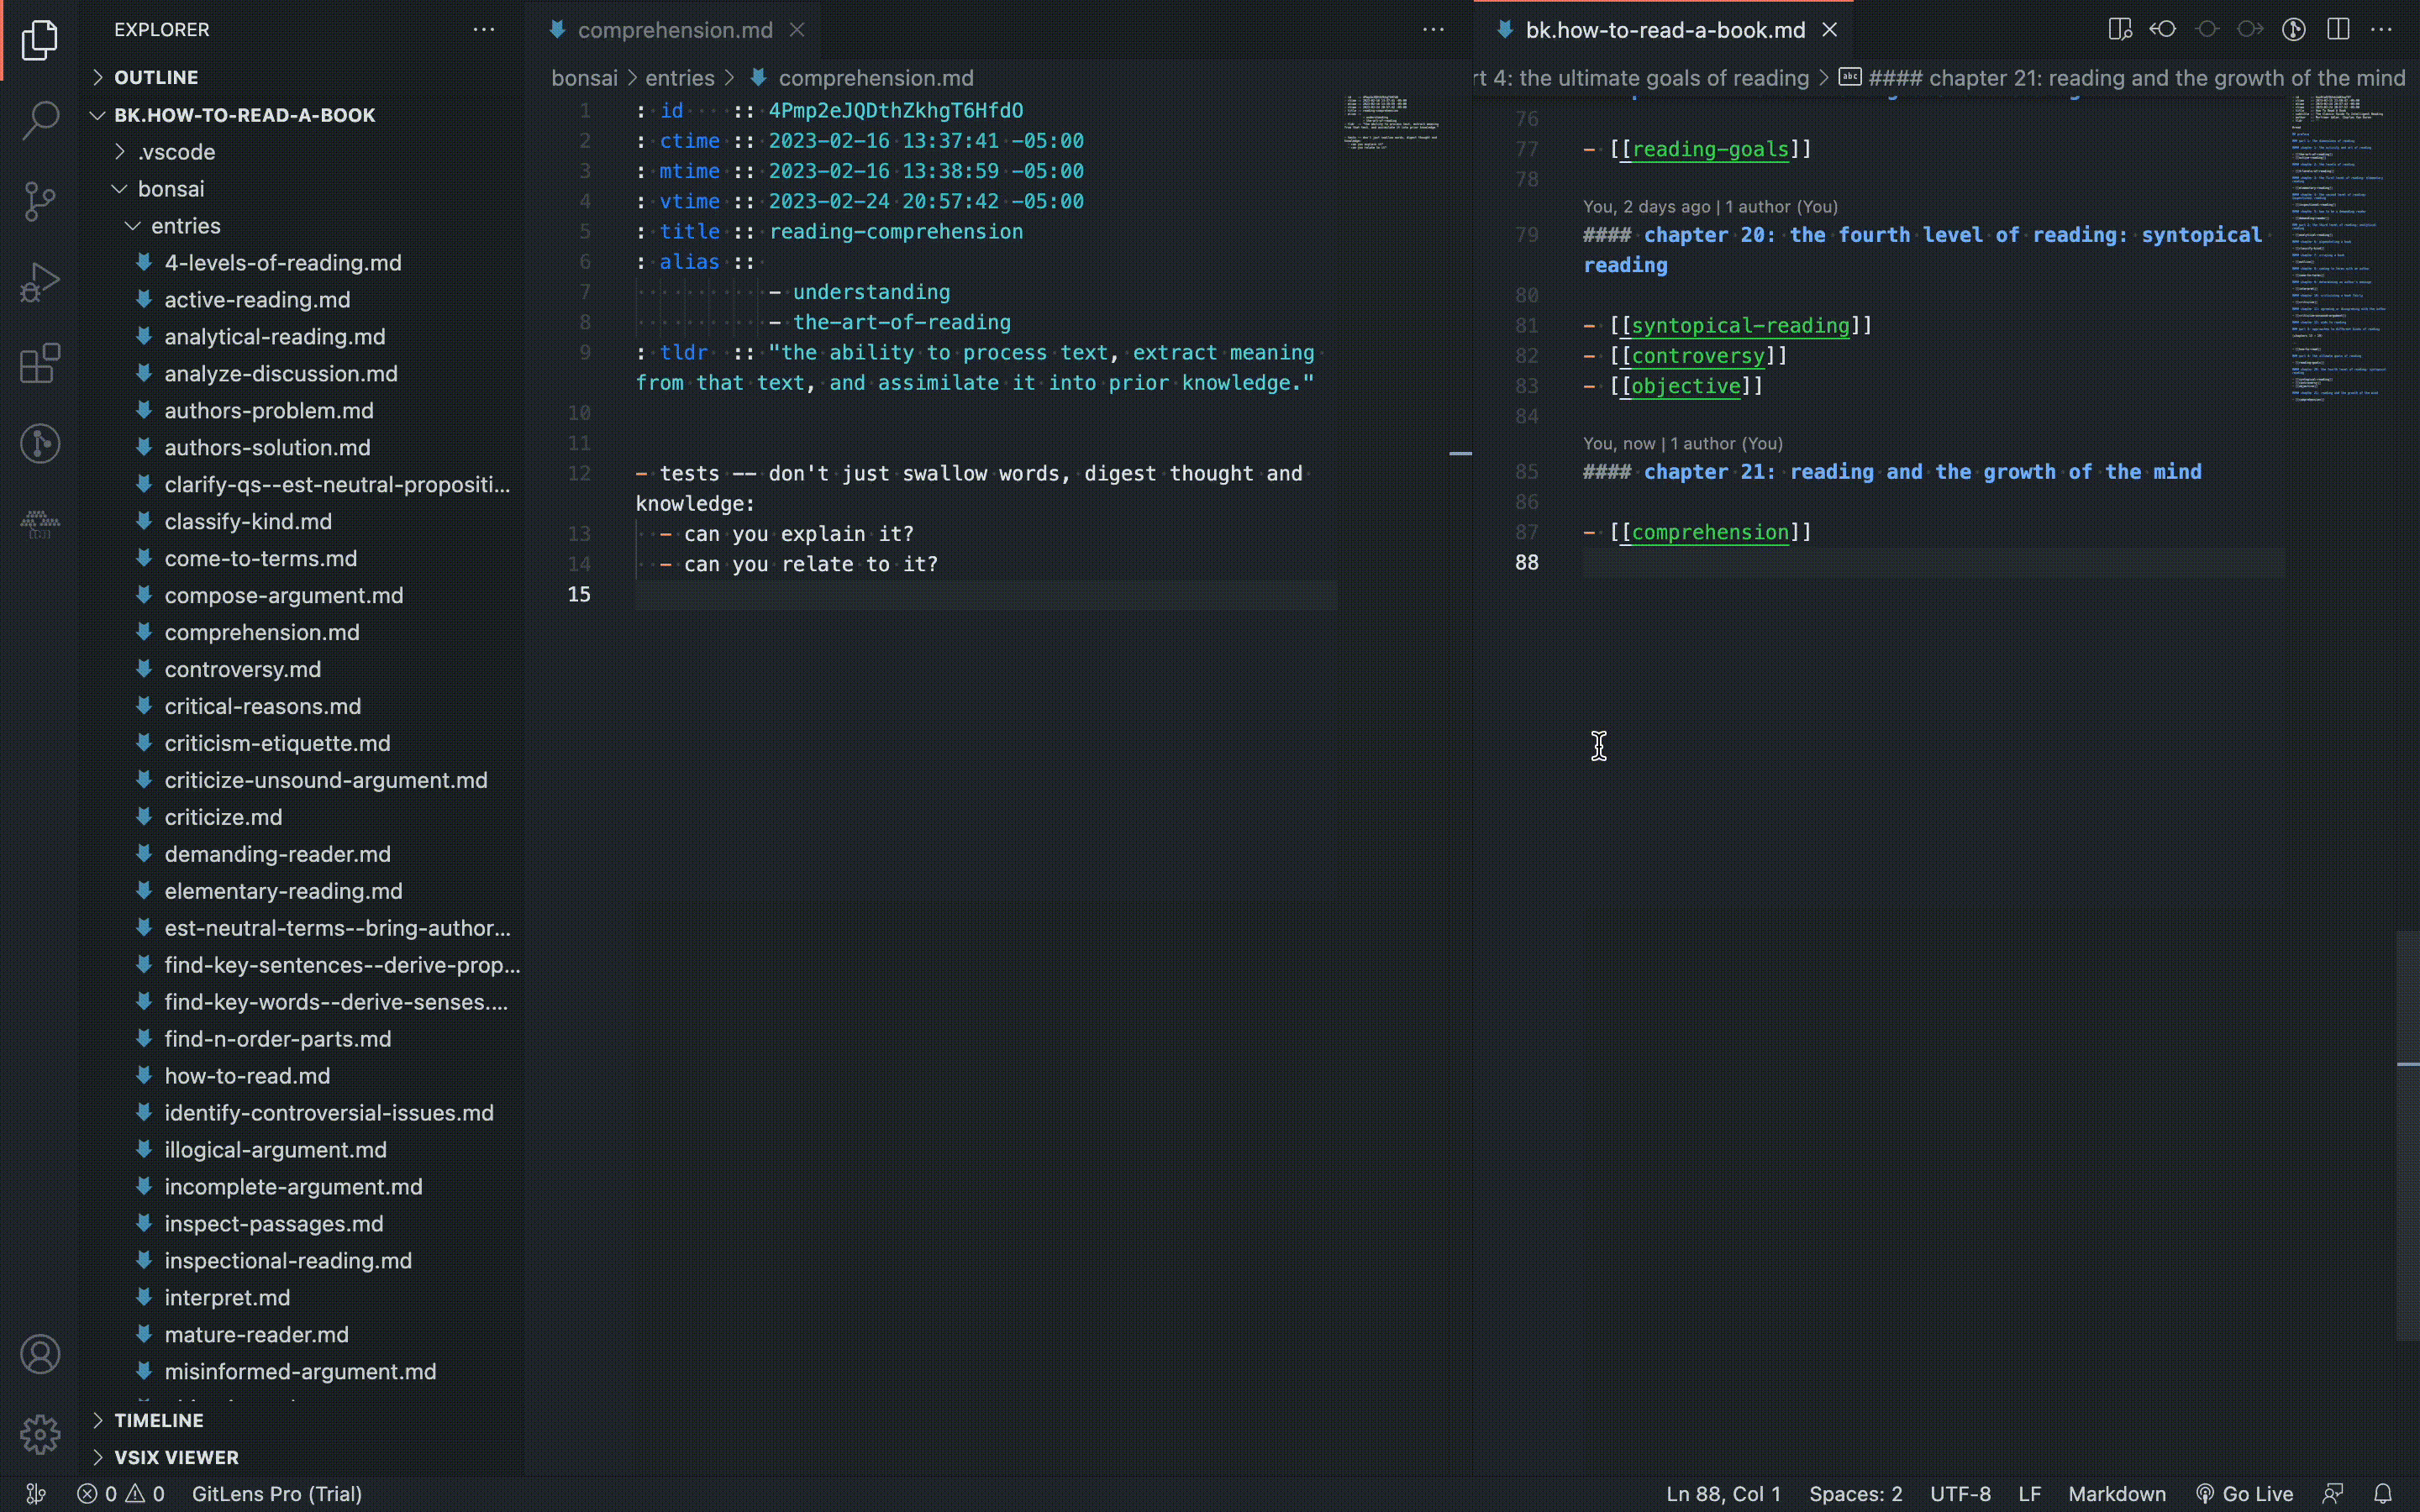 EXPLORER
OUTLINE
BK.HOW-TO-READ-A-BOOK
.vscode
bonsai
entries
4-levels-of-reading.md
active-reading.md
analytical-reading.md
analyze-discussion.md
authors-problem.md
authors-solution.md
clarify-qs--est-neutral-propositi...
classify-kind.md
come-to-terms.md
compose-argument.md
comprehension.md
controversy.md
critical-reasons.md
criticism-etiquette.md
criticize-unsound-argument.md
criticize.md
demanding-reader.md
elementary-reading.md
est-neutral-terms--bring-author...
find-key-sentences--derive-prop...
find-key-words--derive-senses....
find-n-order-parts.md
how-to-read.md
identify-controversial-issues.md
illogical-argument.md
incomplete-argument.md
inspect-passages.md
inspectional-reading.md
interpret.md
mature-reader.md
misinformed-argument.md
TIMELINE
VSIX VIEWER
comprehension.md
bonsai > entries > comprehension.md
1 : id :: 4Pmp2eJQDthZkhgT6HfdO
2 : ctime :: 2023-02-16 13:37:41 -05:00
3 : mtime :: 2023-02-16 13:38:59 -05:00
4 : vtime :: 2023-02-24 20:57:42 -05:00
5 : title :: reading-comprehension
6 : alias ::
7 - understanding
8 - the-art-of-reading
9 : tldr :: "the ability to process text, extract meaning
from that text, and assimilate it into prior knowledge."
10
11
12 - tests -- don't just swallow words, digest thought and
knowledge:
13 - can you explain it?
14 - can you relate to it?
15
bk.how-to-read-a-book.md
rt 4: the ultimate goals of reading > abc #### chapter 21: reading and the growth of the mind
76
77 - [[reading-goals]]
78
You, 2 days ago | 1 author (You)
79 #### chapter 20: the fourth level of reading: syntopical
reading
80
81 - [[syntopical-reading]]
82 - [[controversy]]
83 - [[objective]]
84
You, now | 1 author (You)
85 #### chapter 21: reading and the growth of the mind
86
87 - [[comprehension]]
88
0 0 GitLens Pro (Trial)
Ln 88, Col 1 Spaces: 2 UTF-8 LF Markdown Go Live